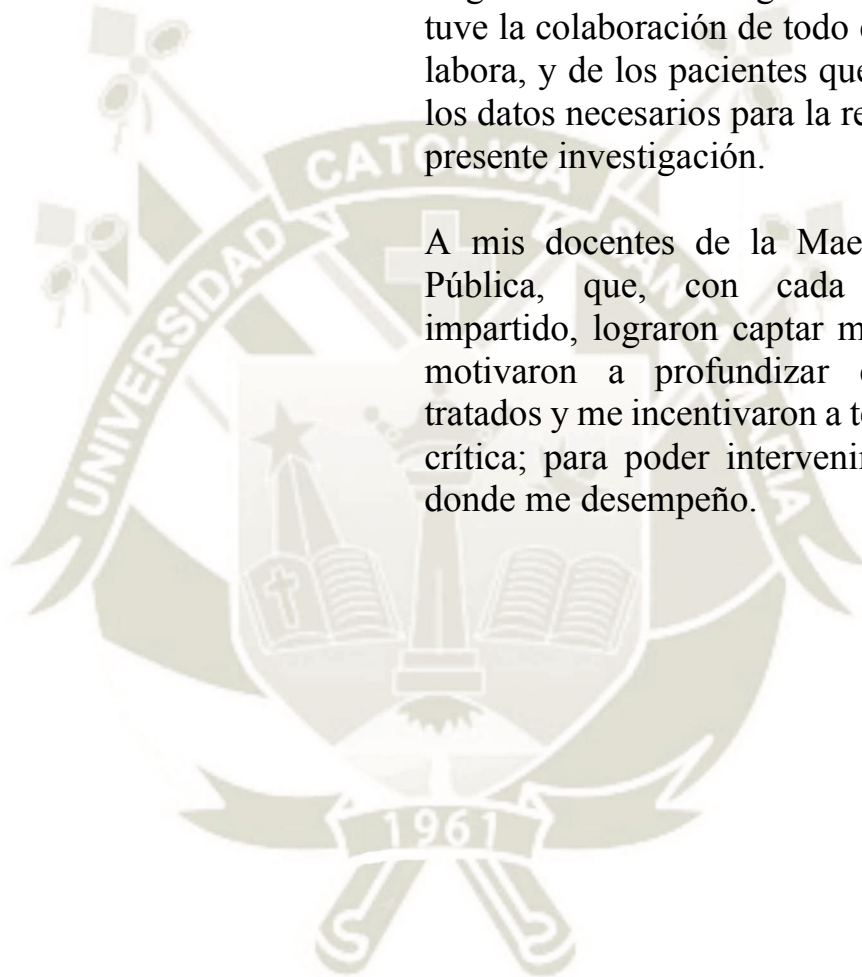 tuve la colaboración de todo
labora, y de los pacientes que
los datos necesarios para la
presente investigación.
A mis docentes de la
Pública, que, con cada
impartido, lograron captar
motivaron a profundizar
tratados y me incentivaron a
crítica; para poder intervenir
donde me desempeño.
UNIVERSIDAD CATOLICA
1961